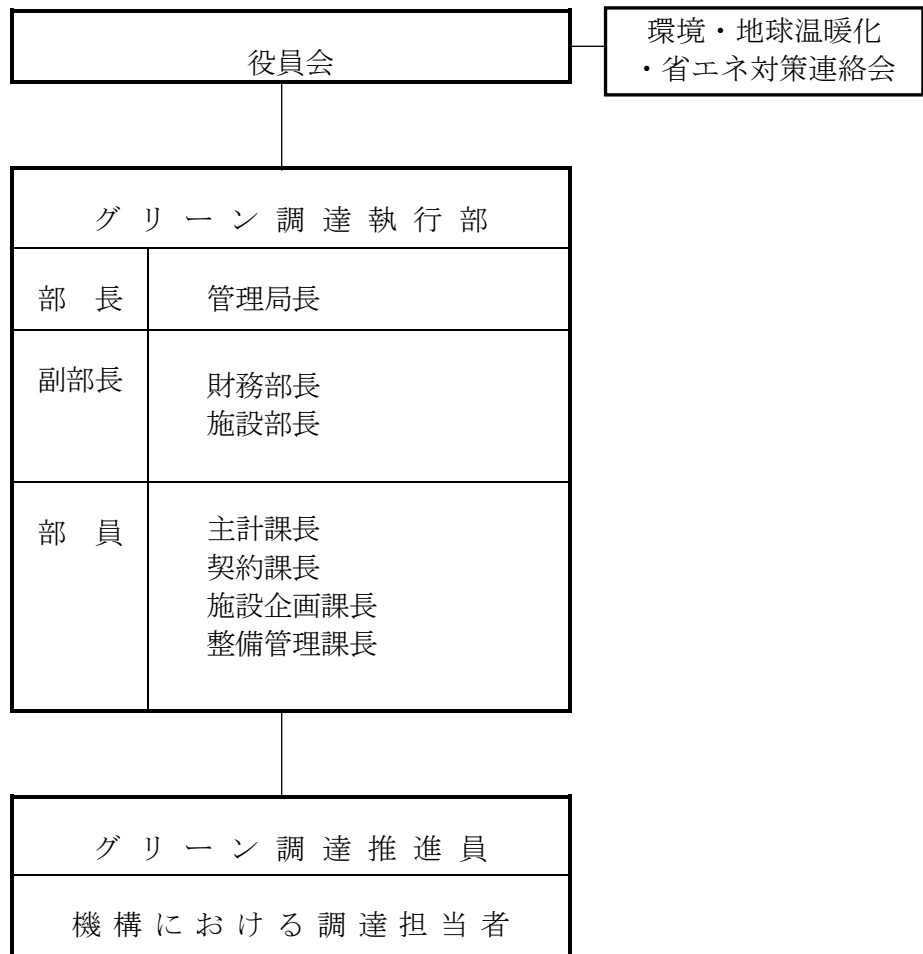 役員会
環境・地球温暖化
・省エネ対策連絡会
グリーン調達執行部
部 長 管理局長
副部長 財務部長
施設部長
部 員 主計課長
契約課長
施設企画課長
整備管理課長
グリーン調達推進員
機構における調達担当者